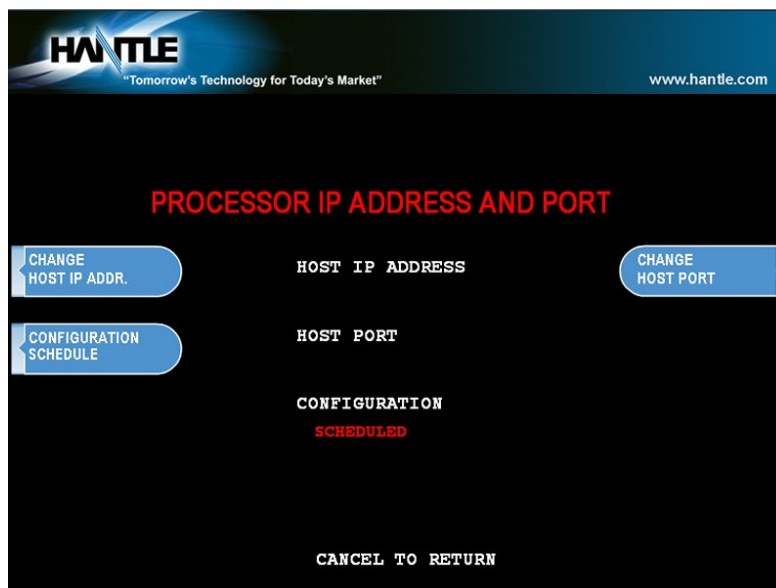 HANTLE
"Tomorrow's Technology for Today's Market"
www.hantle.com
PROCESSOR IP ADDRESS AND PORT
CHANGE
HOST IP ADDR.
HOST IP ADDRESS
CHANGE
HOST PORT
CONFIGURATION
SCHEDULE
HOST PORT
CONFIGURATION
SCHEDULED
CANCEL TO RETURN